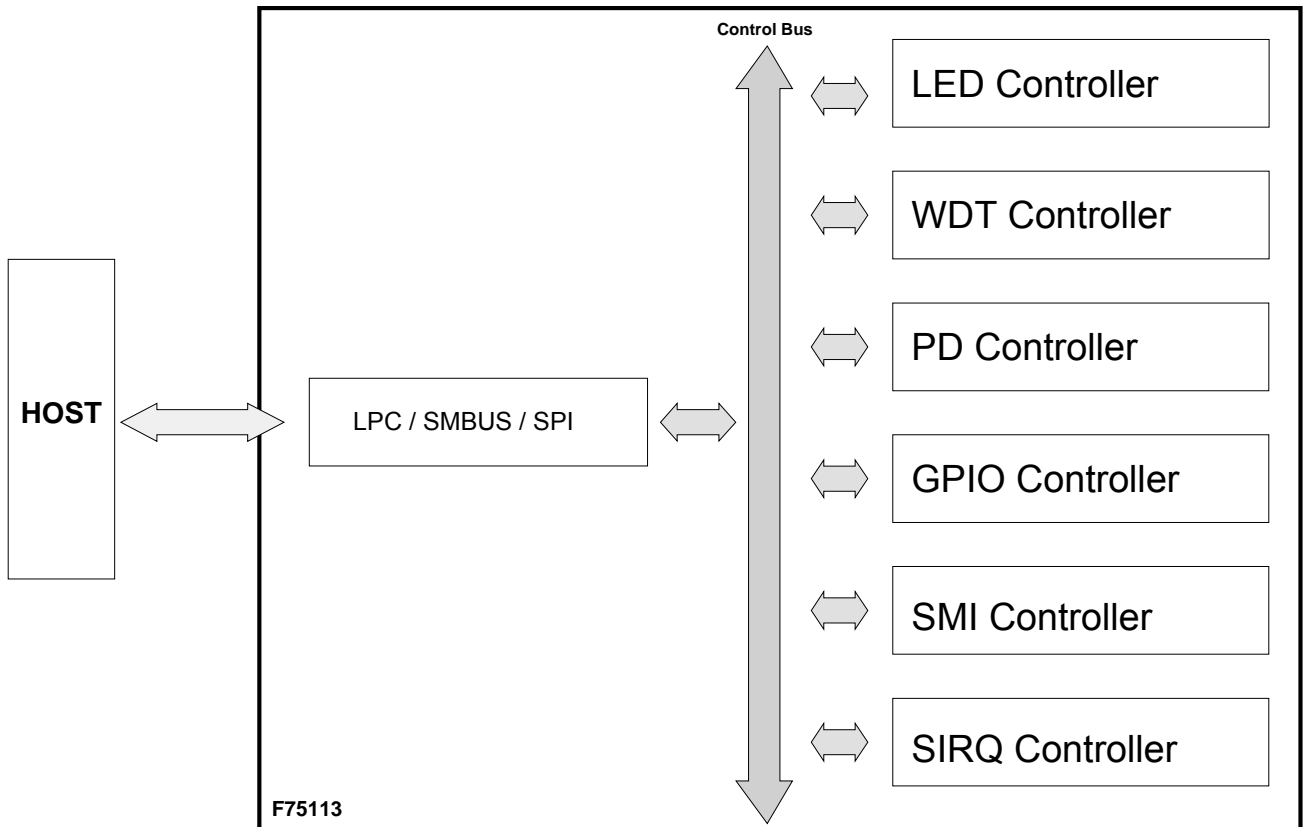 Control Bus
LED Controller
WDT Controller
PD Controller
HOST
LPC / SMBUS / SPI
GPIO Controller
SMI Controller
SIRQ Controller
F75113